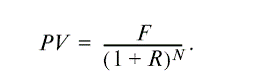 PV = F / (1 + R)^N.